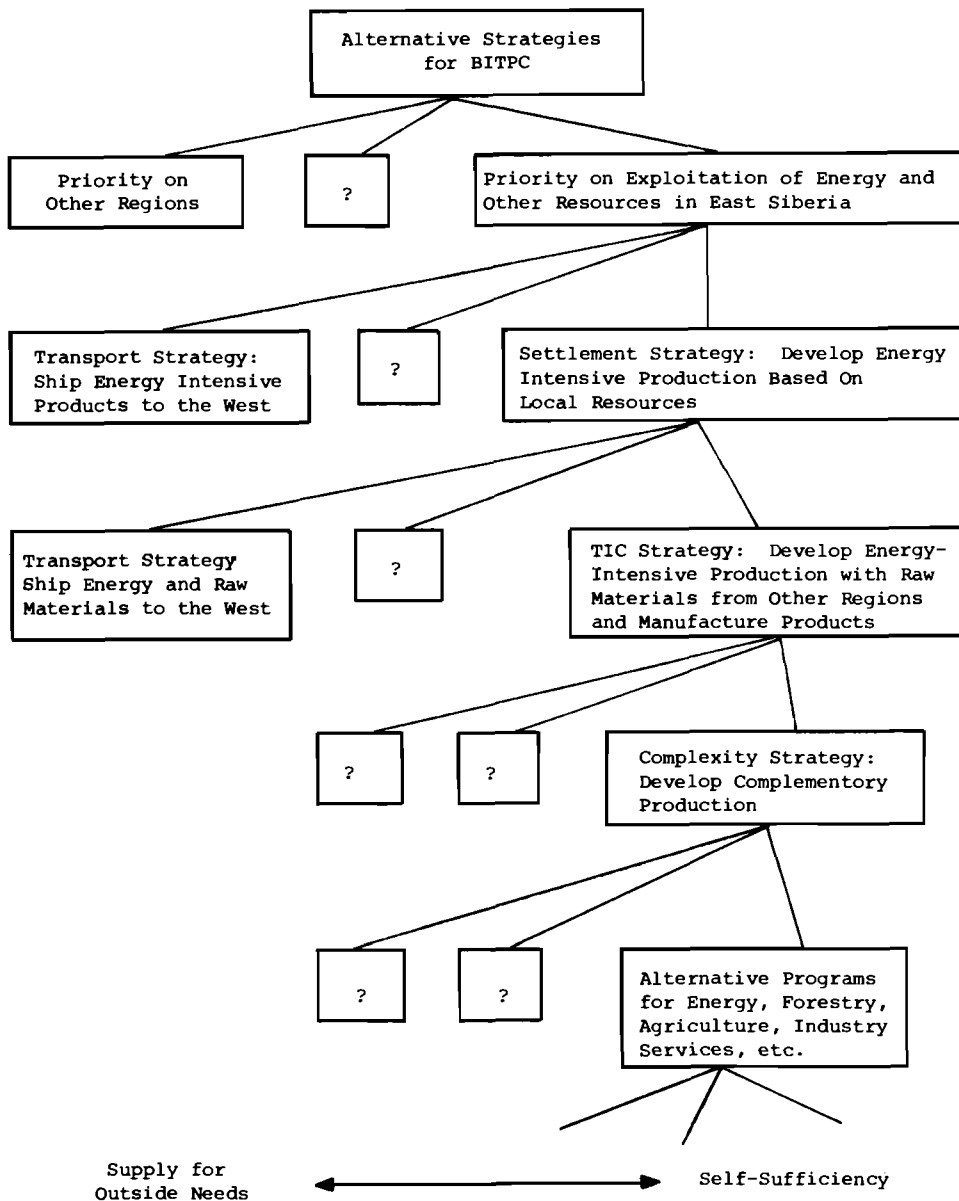 Alternative Strategies
for BITPC
Priority on
Other Regions
?
Priority on Exploitation of Energy and
Other Resources in East Siberia
Transport Strategy:
Ship Energy Intensive
Products to the West
?
Settlement Strategy: Develop Energy
Intensive Production Based On
Local Resources
Transport Strategy
Ship Energy and Raw
Materials to the West
?
TIC Strategy: Develop Energy-
Intensive Production with Raw
Materials from Other Regions
and Manufacture Products
?
?
Complexity Strategy:
Develop Complementory
Production
?
?
Alternative Programs
for Energy, Forestry,
Agriculture, Industry
Services, etc.
Supply for
Outside Needs
Self-Sufficiency